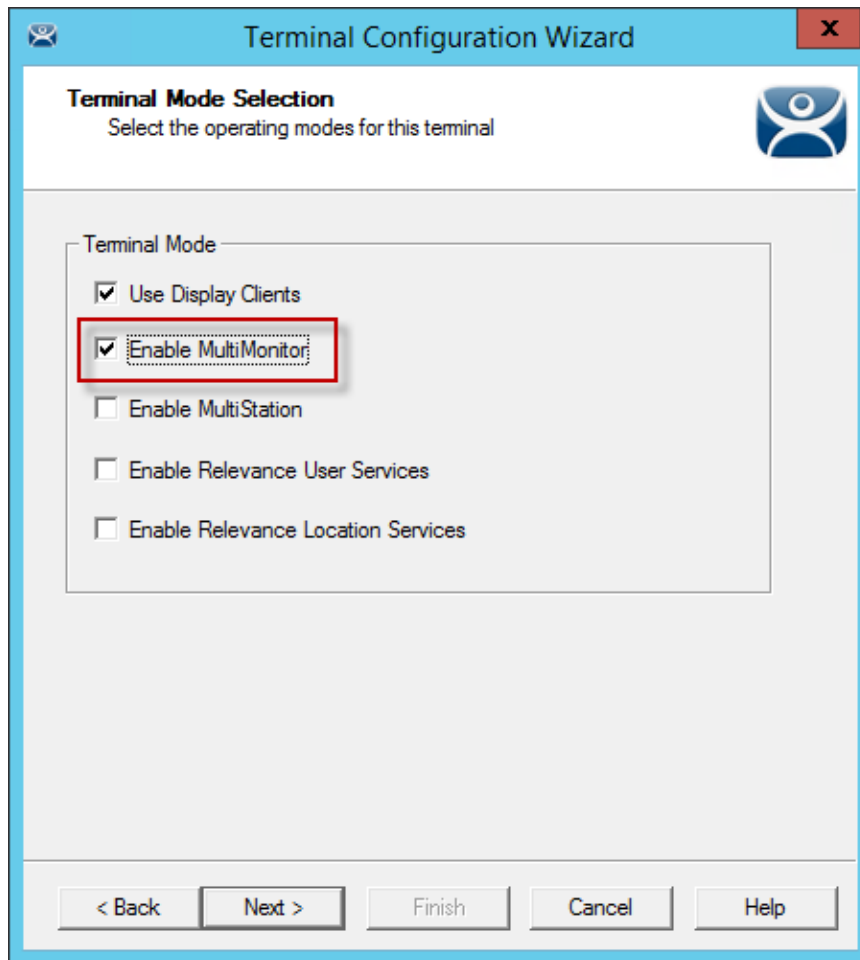 Terminal Configuration Wizard
x
Terminal Mode Selection
Select the operating modes for this terminal
Terminal Mode
Use Display Clients
Enable MultiMonitor
Enable MultiStation
Enable Relevance User Services
Enable Relevance Location Services
< Back Next > Finish Cancel Help